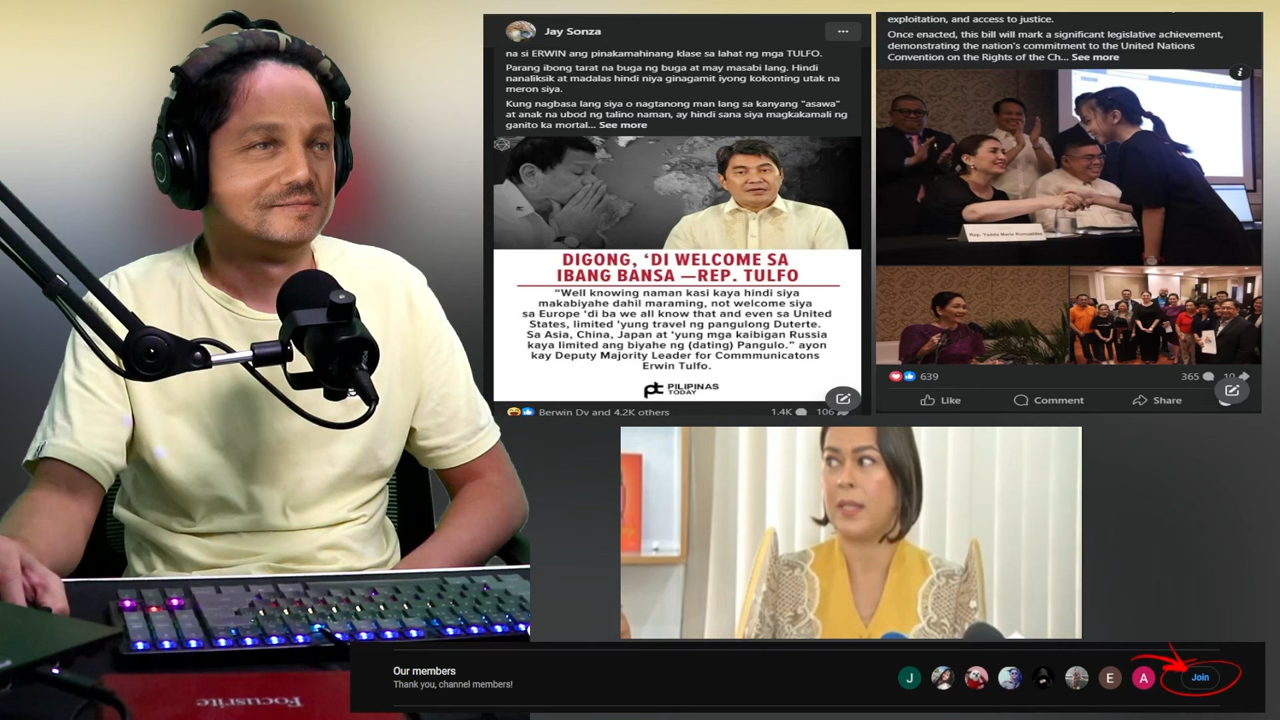 Jay Sonza
na si ERWIN ang pinakamahinang klase sa lahat ng mga TULFO.
Parang ibong tarat na buga ng buga at may masabi lang. Hindi
nanaliksik at madalas hindi niya ginagamit iyong kokonting utak na
meron siya.
Kung nagbasa lang siya o nagtanong man lang sa kanyang "asawa"
at anak na ubod ng talino naman, ay hindi sana siya magkakamali ng
ganito ka mortal... See more
DIGONG, ‘DI WELCOME SA
IBANG BANSA —REP. TULFO
“Well knowing naman kasi kaya hindi siya
makabiyahe dahil maraming, not welcome siya
sa Europe ‘di ba we all know that and even sa United
States, limited ‘yung travel ng pangulong Duterte.
Sa Asia, China, Japan at ‘yung mga kaibigan Russia
kaya limited ang biyahe ng (dating) Pangulo.” ayon
kay Deputy Majority Leader for Commmunicatons
Erwin Tulfo.
pt PILIPINAS
TODAY
Berwin Dv and 4.2K others
1.4K
106
exploitation, and access to justice.
Once enacted, this bill will mark a significant legislative achievement,
demonstrating the nation's commitment to the United Nations
Convention on the Rights of the Ch... See more
Rep. Yedda Marie Romualdez
639
365
10
Like
Comment
Share
Our members
Thank you, channel members!
J
E
A
Join
Focusrite